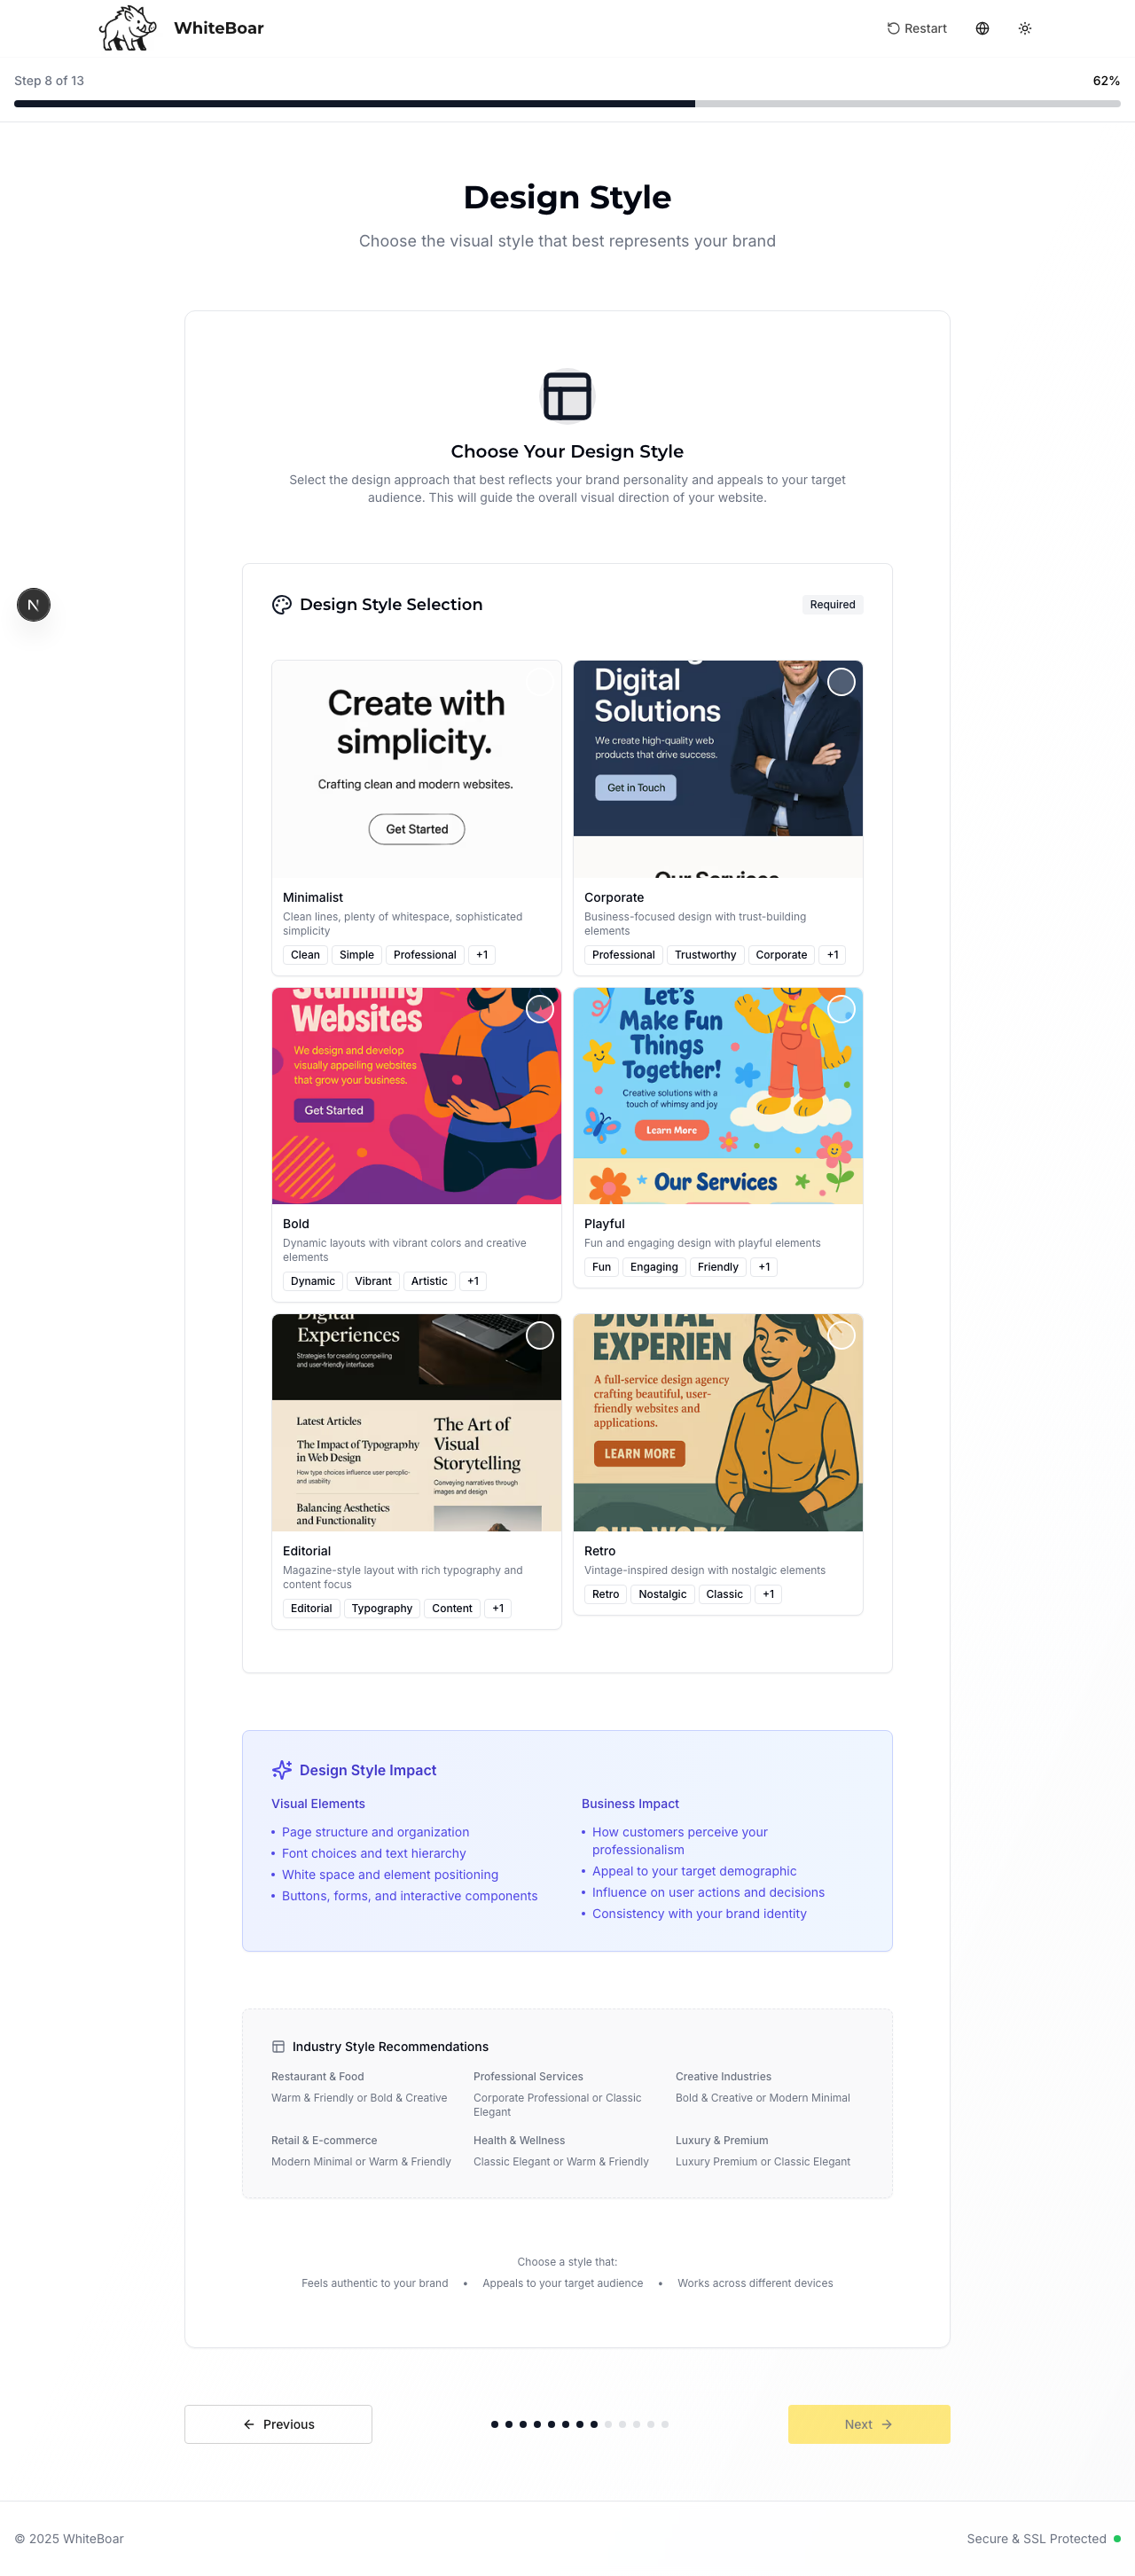 WhiteBoar
Restart
Step 8 of 13
62%
Design Style
Choose the visual style that best represents your brand
Choose Your Design Style
Select the design approach that best reflects your brand personality and appeals to your target
audience. This will guide the overall visual direction of your website.
N
Design Style Selection
Required
Create with
simplicity.
Crafting clean and modern websites.
Get Started
Minimalist
Clean lines, plenty of whitespace, sophisticated
simplicity
Clean
Simple
Professional
+1
Digital
Solutions
We create high-quality web
products that drive success.
Get in Touch
Our Services
Corporate
Business-focused design with trust-building
elements
Professional
Trustworthy
Corporate
+1
Stunning
Websites
We design and develop
visually appeiling websites
that grow your business.
Get Started
Bold
Dynamic layouts with vibrant colors and creative
elements
Dynamic
Vibrant
Artistic
+1
Let's
Make Fun
Things
Together!
Creative solutions with a
touch of whimsy and joy
Learn More
Our Services
Playful
Fun and engaging design with playful elements
Fun
Engaging
Friendly
+1
Digital
Experiences
Strategies for creating compeiling
and user-friendly interfaces
Latest Articles
The Impact of Typography
in Web Design
How type choices influence user percplic-
and usability
Balancing Aesthetics
and Functionality
The Art of
Visual
Storytelling
Conveying narratives through
images and design
Editorial
Magazine-style layout with rich typography and
content focus
Editorial
Typography
Content
+1
DIGITAL
EXPERIEN
A full-service design agency
crafting beautiful, user-
friendly websites and
applications.
LEARN MORE
OUR WORK
Retro
Vintage-inspired design with nostalgic elements
Retro
Nostalgic
Classic
+1
Design Style Impact
Visual Elements
• Page structure and organization
• Font choices and text hierarchy
• White space and element positioning
• Buttons, forms, and interactive components
Business Impact
• How customers perceive your
professionalism
• Appeal to your target demographic
• Influence on user actions and decisions
• Consistency with your brand identity
Industry Style Recommendations
Restaurant & Food
Warm & Friendly or Bold & Creative
Professional Services
Corporate Professional or Classic
Elegant
Creative Industries
Bold & Creative or Modern Minimal
Retail & E-commerce
Modern Minimal or Warm & Friendly
Health & Wellness
Classic Elegant or Warm & Friendly
Luxury & Premium
Luxury Premium or Classic Elegant
Choose a style that:
Feels authentic to your brand • Appeals to your target audience • Works across different devices
Previous
Next
© 2025 WhiteBoar
Secure & SSL Protected